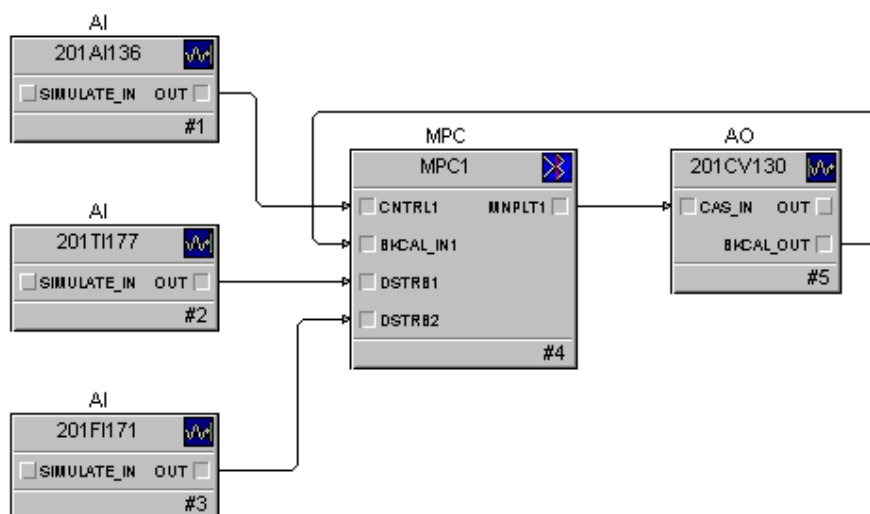 AI
201AI136
SIMULATE_IN OUT
#1
AI
201TI177
SIMULATE_IN OUT
#2
AI
201FI171
SIMULATE_IN OUT
#3
MPC
MPC1
CNTRL1 MNPLT1
BKCAL_IN1
DSTRB1
DSTRB2
#4
AO
201CV130
CAS_IN OUT
BKCAL_OUT
#5